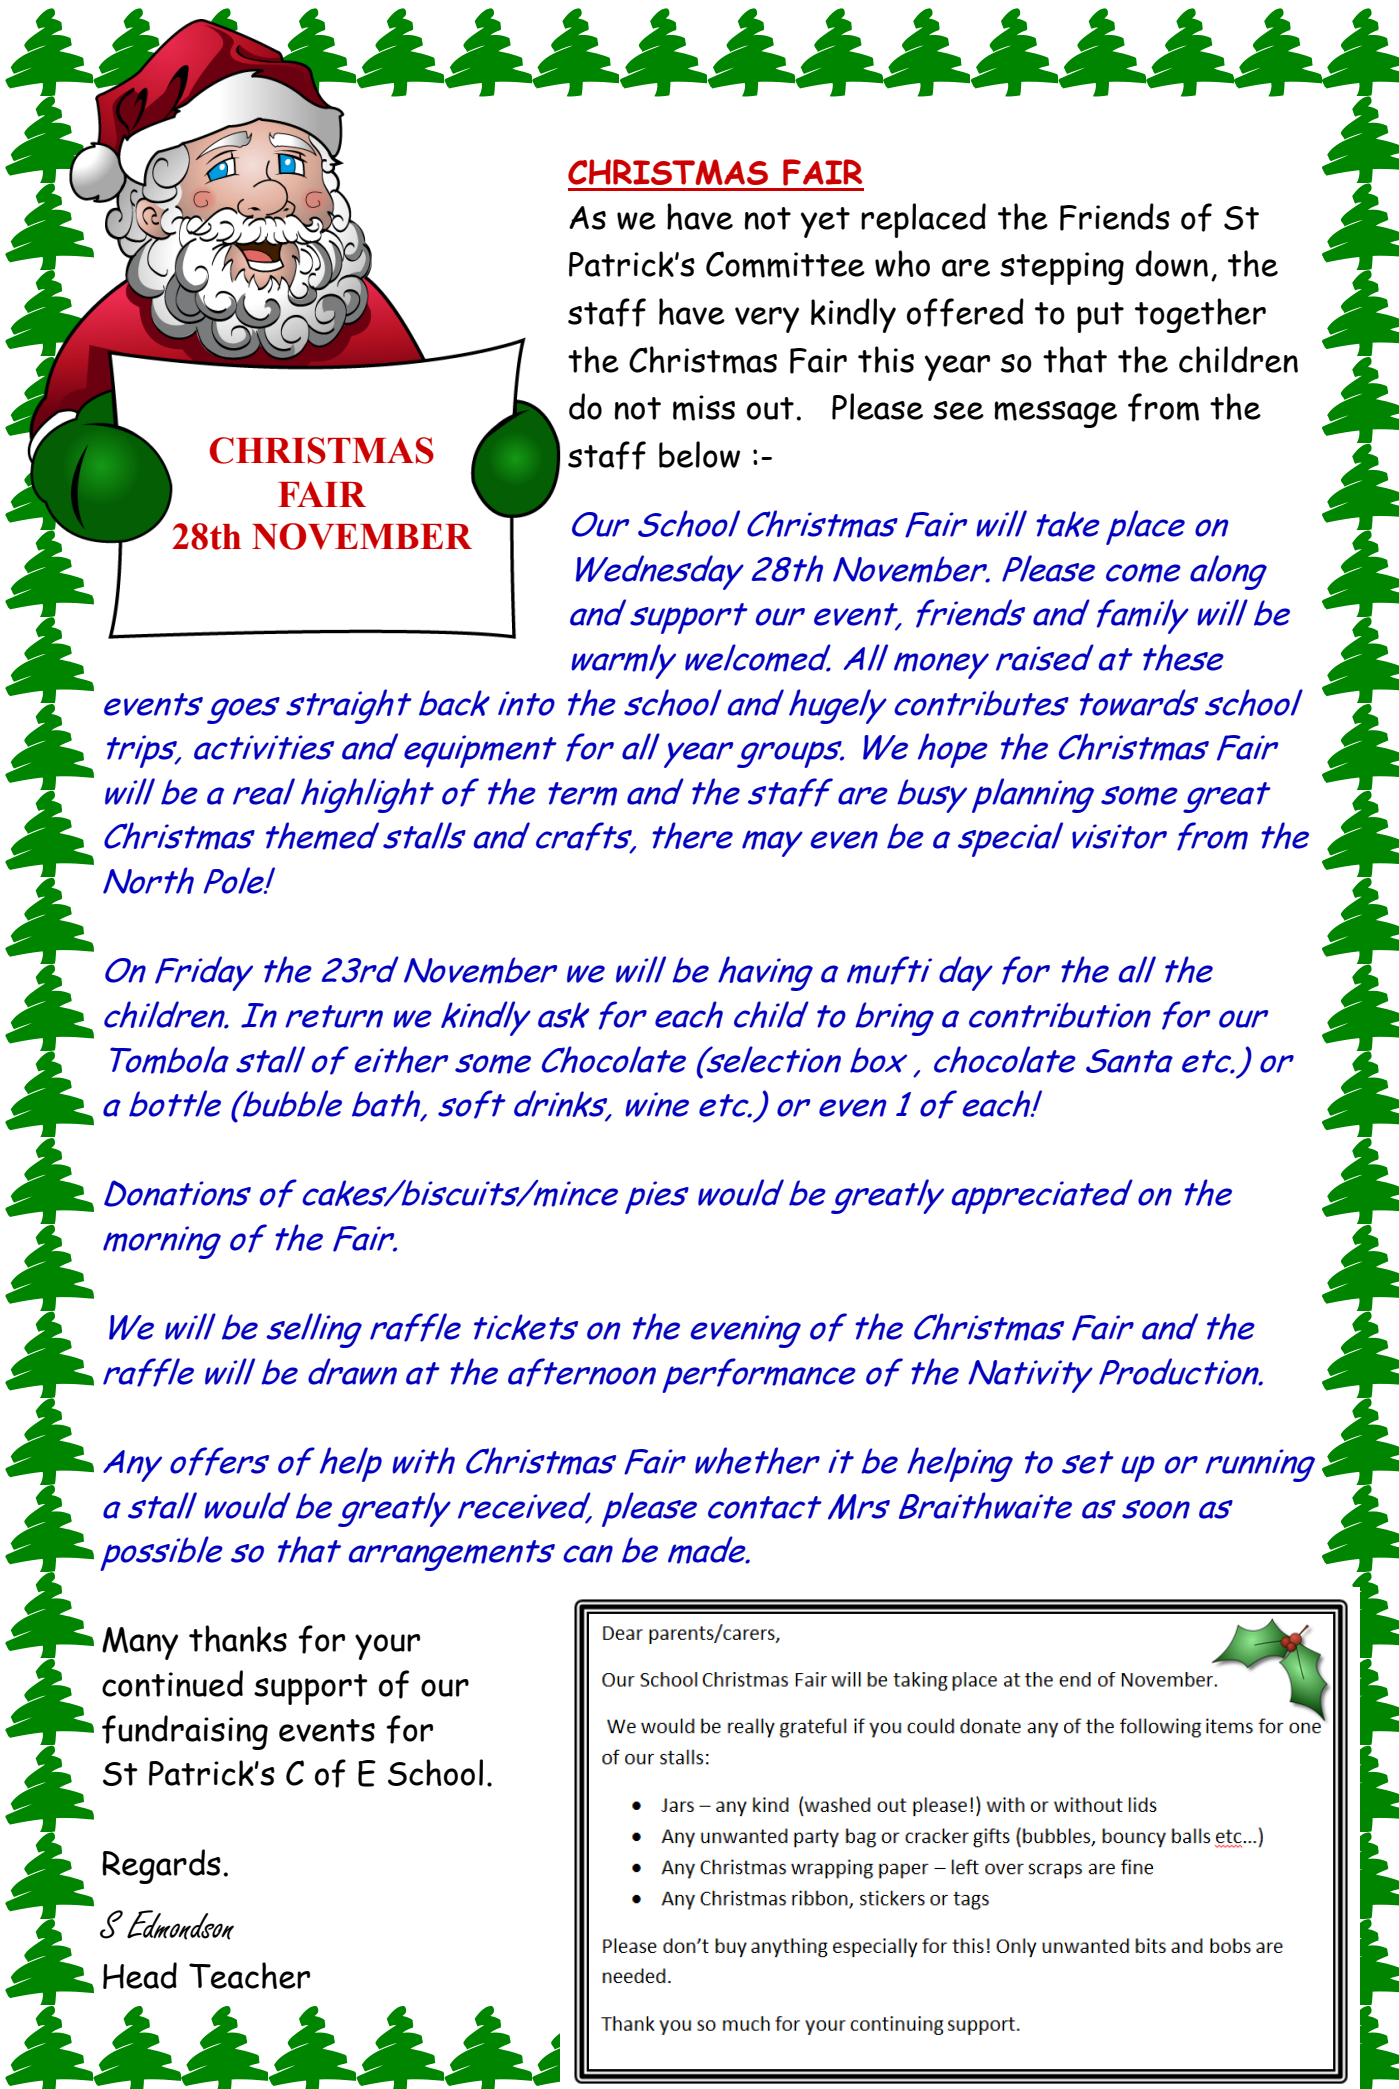 CHRISTMAS
FAIR
28th NOVEMBER
CHRISTMAS FAIR
As we have not yet replaced the Friends of St
Patrick's Committee who are stepping down, the
staff have very kindly offered to put together
the Christmas Fair this year so that the children
do not miss out.   Please see message from the
staff below :-
Our School Christmas Fair will take place on
Wednesday 28th November. Please come along
and support our event, friends and family will be
warmly welcomed. All money raised at these
events goes straight back into the school and hugely contributes towards school
trips, activities and equipment for all year groups. We hope the Christmas Fair
will be a real highlight of the term and the staff are busy planning some great
Christmas themed stalls and crafts, there may even be a special visitor from the
North Pole!
On Friday the 23rd November we will be having a mufti day for the all the
children. In return we kindly ask for each child to bring a contribution for our
Tombola stall of either some Chocolate (selection box , chocolate Santa etc.) or
a bottle (bubble bath, soft drinks, wine etc.) or even 1 of each!
Donations of cakes/biscuits/mince pies would be greatly appreciated on the
morning of the Fair.
We will be selling raffle tickets on the evening of the Christmas Fair and the
raffle will be drawn at the afternoon performance of the Nativity Production.
Any offers of help with Christmas Fair whether it be helping to set up or running
a stall would be greatly received, please contact Mrs Braithwaite as soon as
possible so that arrangements can be made.
Many thanks for your
continued support of our
fundraising events for
St Patrick's C of E School.
Regards.
S Edmondson
Head Teacher
Dear parents/carers,
Our School Christmas Fair will be taking place at the end of November.
We would be really grateful if you could donate any of the following items for one
of our stalls:
• Jars – any kind  (washed out please!) with or without lids
• Any unwanted party bag or cracker gifts (bubbles, bouncy balls etc…)
• Any Christmas wrapping paper – left over scraps are fine
• Any Christmas ribbon, stickers or tags
Please don't buy anything especially for this! Only unwanted bits and bobs are
needed.
Thank you so much for your continuing support.